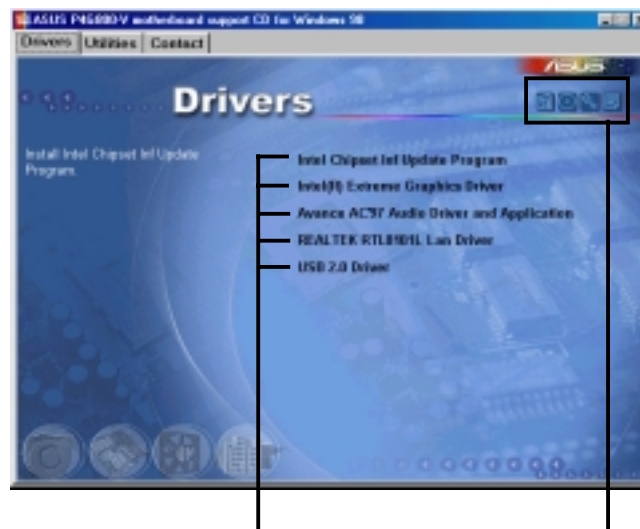 ASUS P4S800-V motherboard support CD for Windows 98
Drivers Utilities Contact
ASUS
Drivers
Install Intel Chipset Inf Update
Program.
Intel Chipset Inf Update Program
Intel(R) Extreme Graphics Driver
Avance AC'97 Audio Driver and Application
REALTEK RTL8101L Lan Driver
USB 2.0 Driver